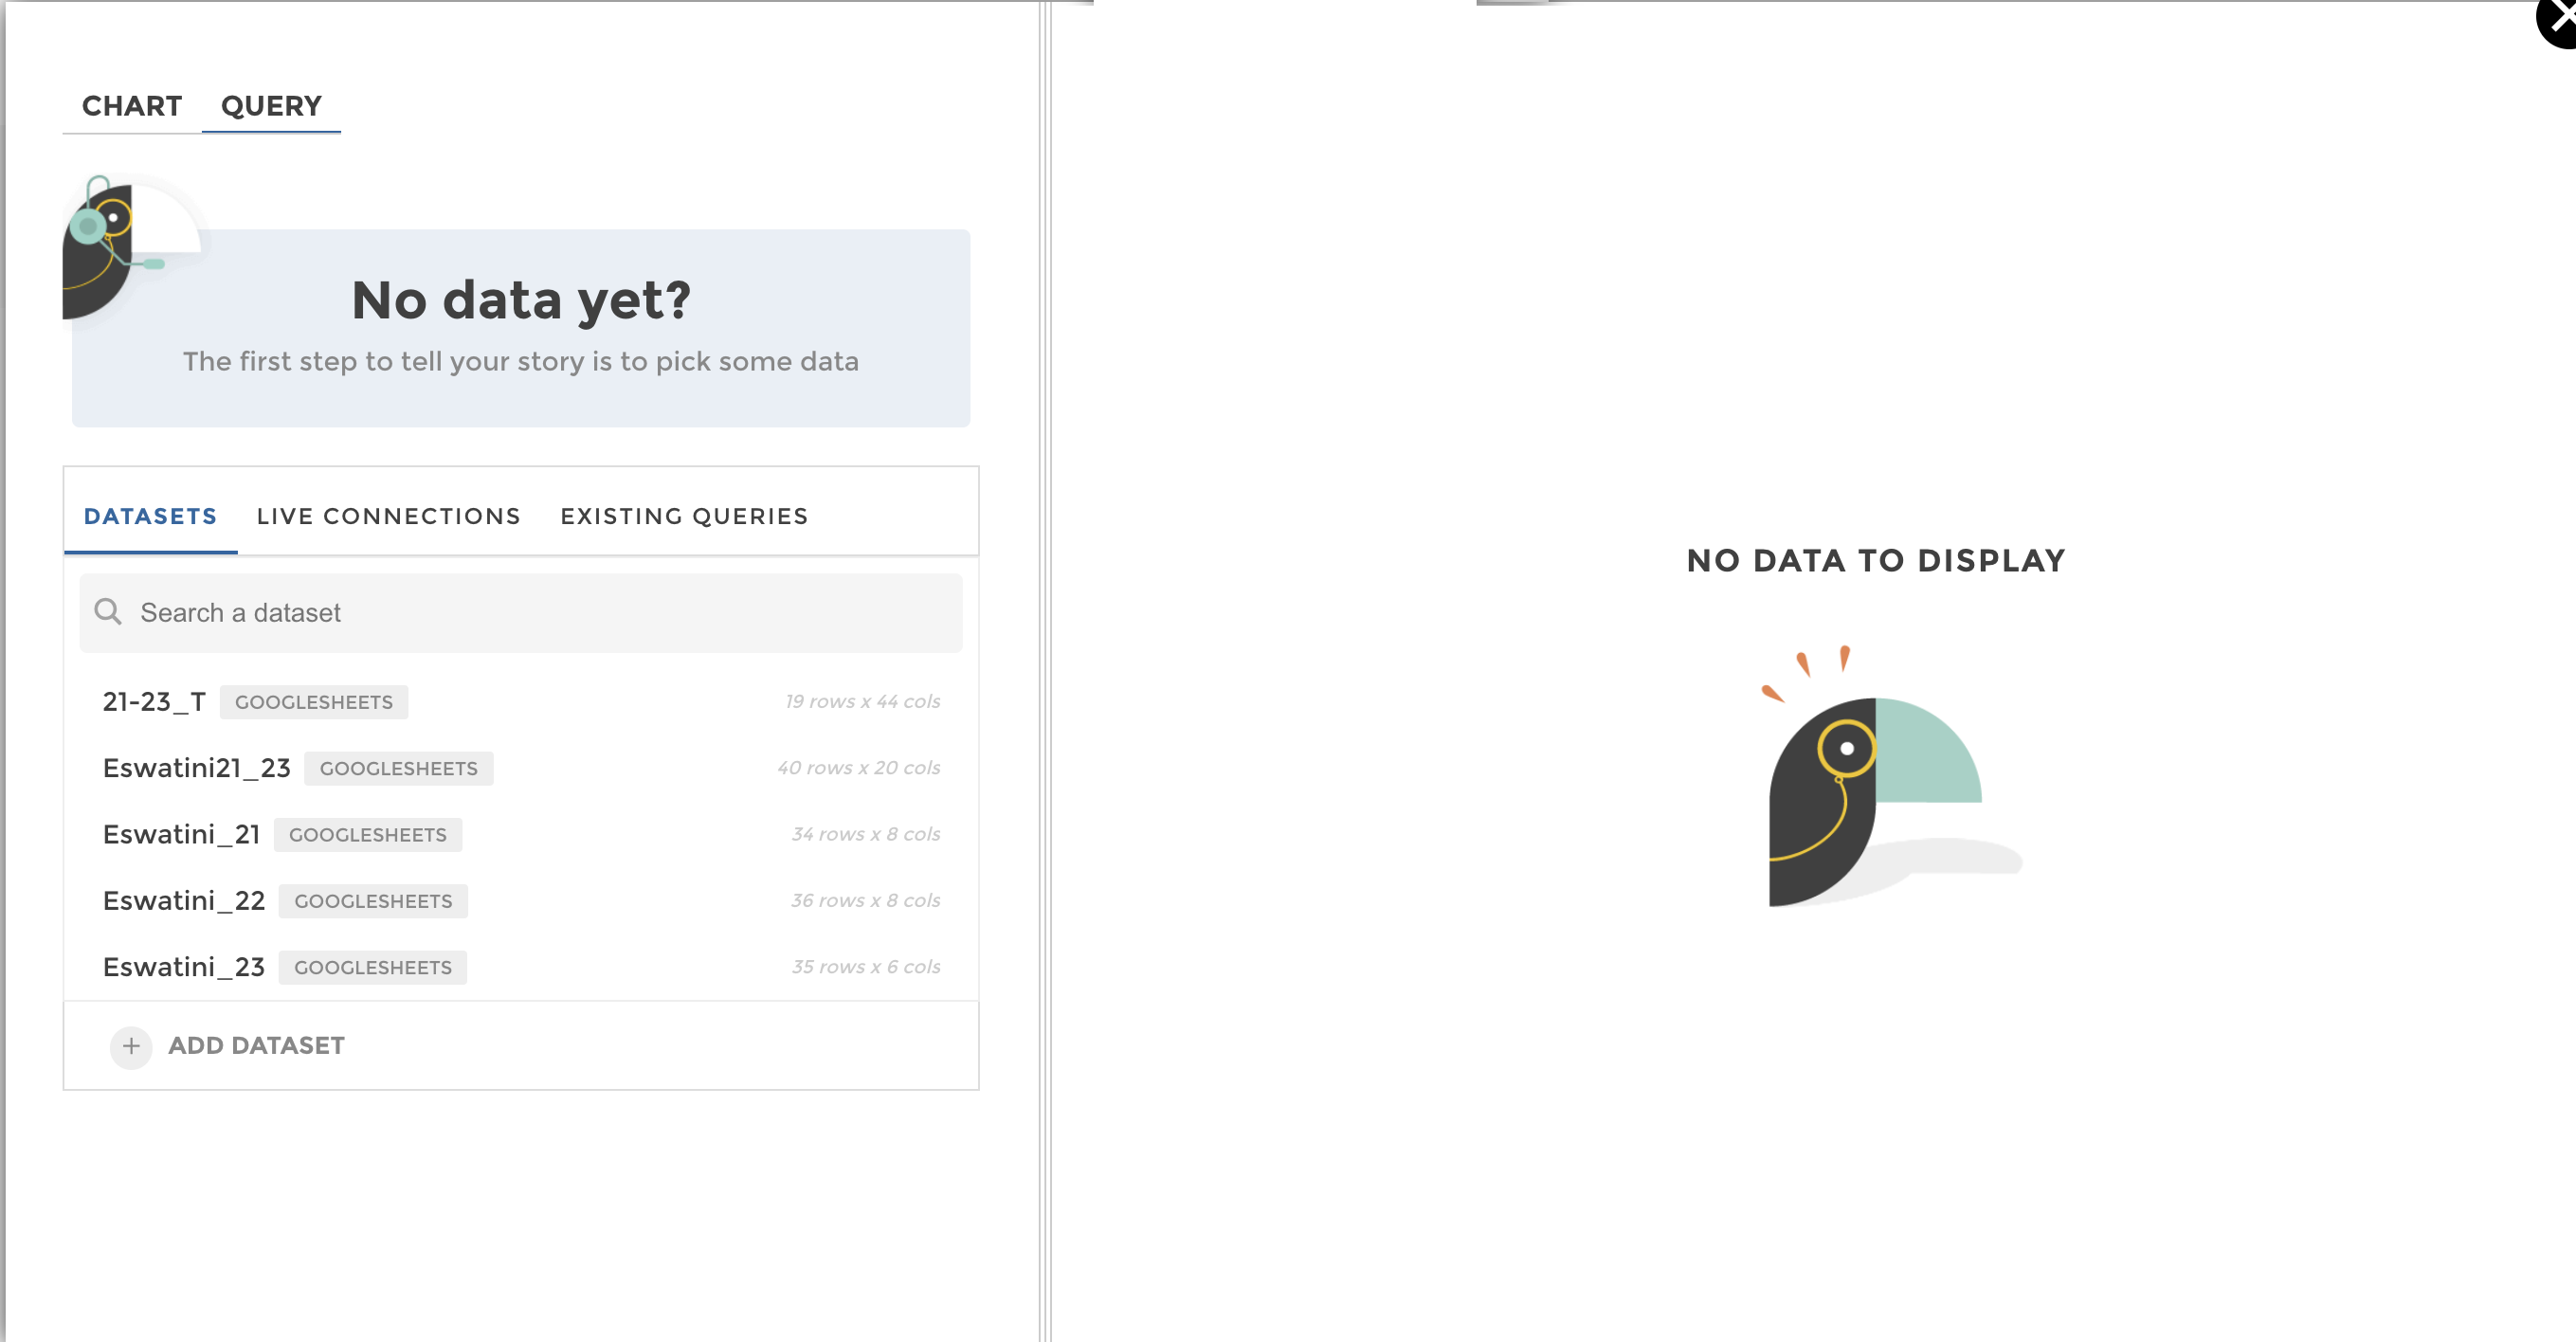 CHART QUERY
No data yet?
The first step to tell your story is to pick some data
DATASETS LIVE CONNECTIONS EXISTING QUERIES
Search a dataset
21-23_T GOOGLESHEETS 19 rows x 44 cols
Eswatini21_23 GOOGLESHEETS 40 rows x 20 cols
Eswatini_21 GOOGLESHEETS 34 rows x 8 cols
Eswatini_22 GOOGLESHEETS 36 rows x 8 cols
Eswatini_23 GOOGLESHEETS 35 rows x 6 cols
+ ADD DATASET
NO DATA TO DISPLAY